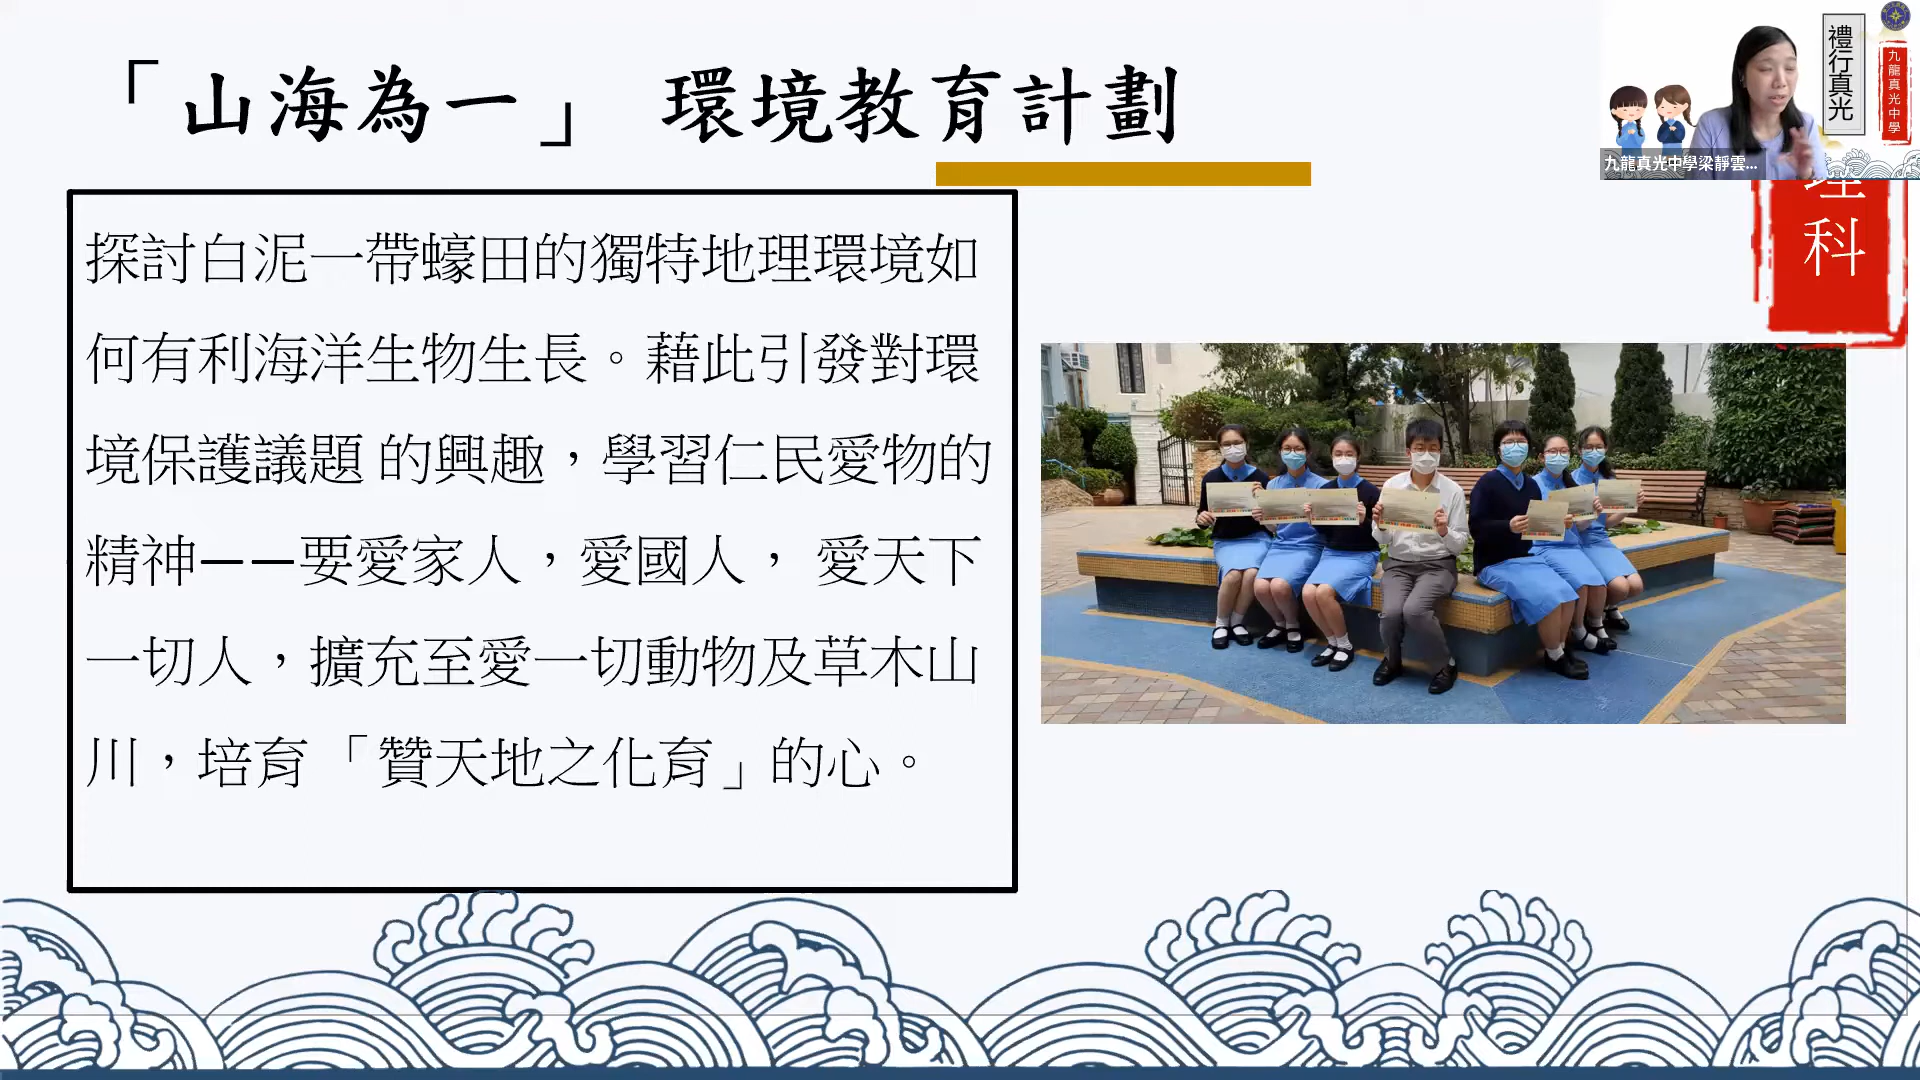 「山海為一」 環境教育計劃
探討白泥一帶蠔田的獨特地理環境如
何有利海洋生物生長。藉此引發對環
境保護議題 的興趣，學習仁民愛物的
精神——要愛家人，愛國人， 愛天下
一切人，擴充至愛一切動物及草木山
川，培育「贊天地之化育」的心。
禮行真光
九龍真光中學
九龍真光中學梁靜雲...
理科